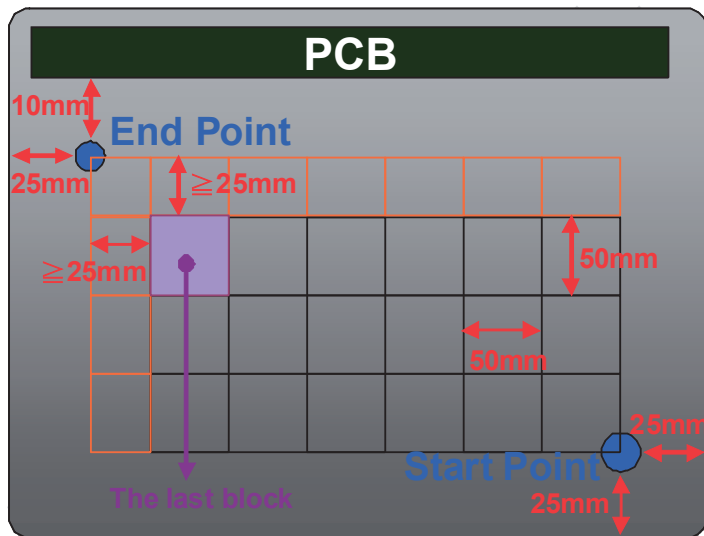 PCB
10mm
End Point
25mm
≧25mm
≧25mm
50mm
50mm
25mm
Start Point
The last block
25mm